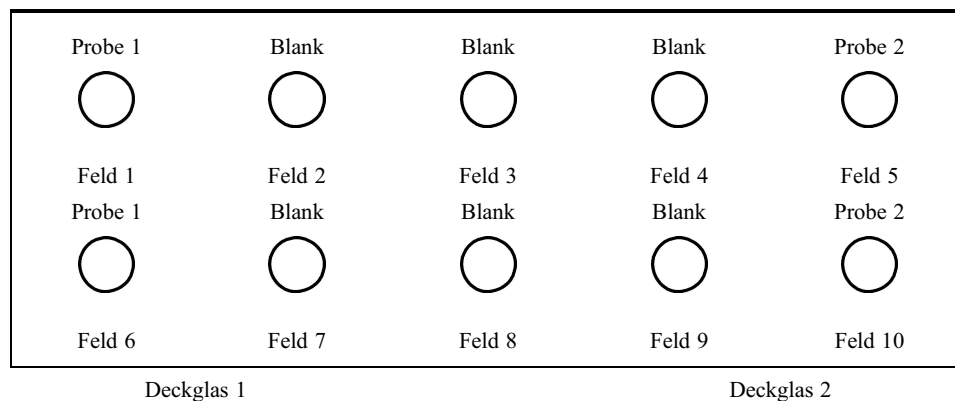 Probe 1 Blank Blank Blank Probe 2
Feld 1 Feld 2 Feld 3 Feld 4 Feld 5
Probe 1 Blank Blank Blank Probe 2
Feld 6 Feld 7 Feld 8 Feld 9 Feld 10
Deckglas 1 Deckglas 2